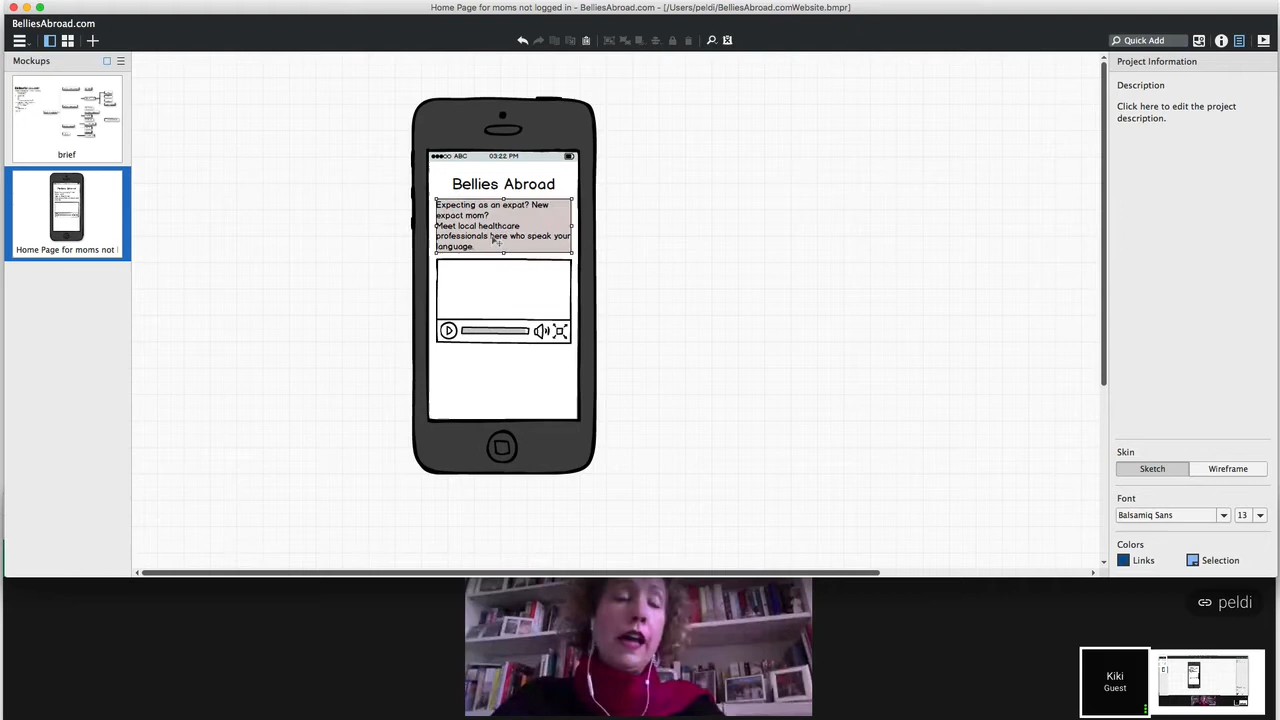 Home Page for moms not logged in - BelliesAbroad.com - [/Users/peldi/BelliesAbroad.comWebsite.bmpr]
BelliesAbroad.com
Quick Add
Mockups
brief
Home Page for moms not l
ABC 03:22 PM
Bellies Abroad
Expecting as an expat? New
expact mom?
Meet local healthcare
professionals here who speak your
language.
Project Information
Description
Click here to edit the project
description.
Skin
Sketch Wireframe
Font
Balsamiq Sans 13
Colors
Links Selection
peldi
Kiki
Guest